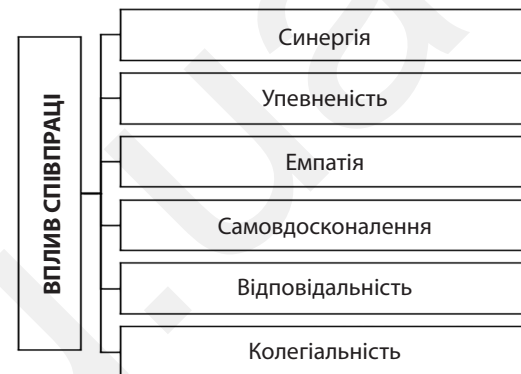 ВПЛИВ СПІВПРАЦІ
Синергія
Упевненість
Емпатія
Самовдосконалення
Відповідальність
Колегіальність